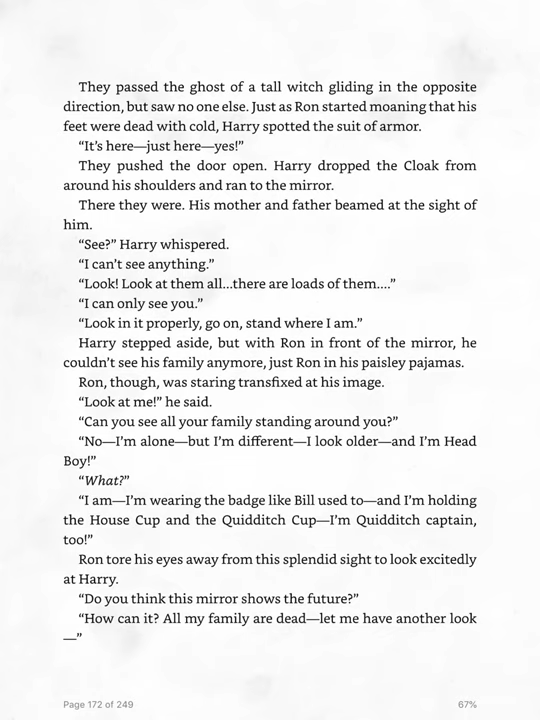 They passed the ghost of a tall witch gliding in the opposite
direction, but saw no one else. Just as Ron started moaning that his
feet were dead with cold, Harry spotted the suit of armor.
“It’s here—just here—yes!”
They pushed the door open. Harry dropped the Cloak from
around his shoulders and ran to the mirror.
There they were. His mother and father beamed at the sight of
him.
“See?” Harry whispered.
“I can’t see anything.”
“Look! Look at them all...there are loads of them....”
“I can only see you.”
“Look in it properly, go on, stand where I am.”
Harry stepped aside, but with Ron in front of the mirror, he
couldn’t see his family anymore, just Ron in his paisley pajamas.
Ron, though, was staring transfixed at his image.
“Look at me!” he said.
“Can you see all your family standing around you?”
“No—I’m alone—but I’m different—I look older—and I’m Head
Boy!”
“What?”
“I am—I’m wearing the badge like Bill used to—and I’m holding
the House Cup and the Quidditch Cup—I’m Quidditch captain,
too!”
Ron tore his eyes away from this splendid sight to look excitedly
at Harry.
“Do you think this mirror shows the future?”
“How can it? All my family are dead—let me have another look
—”
Page 172 of 249
67%